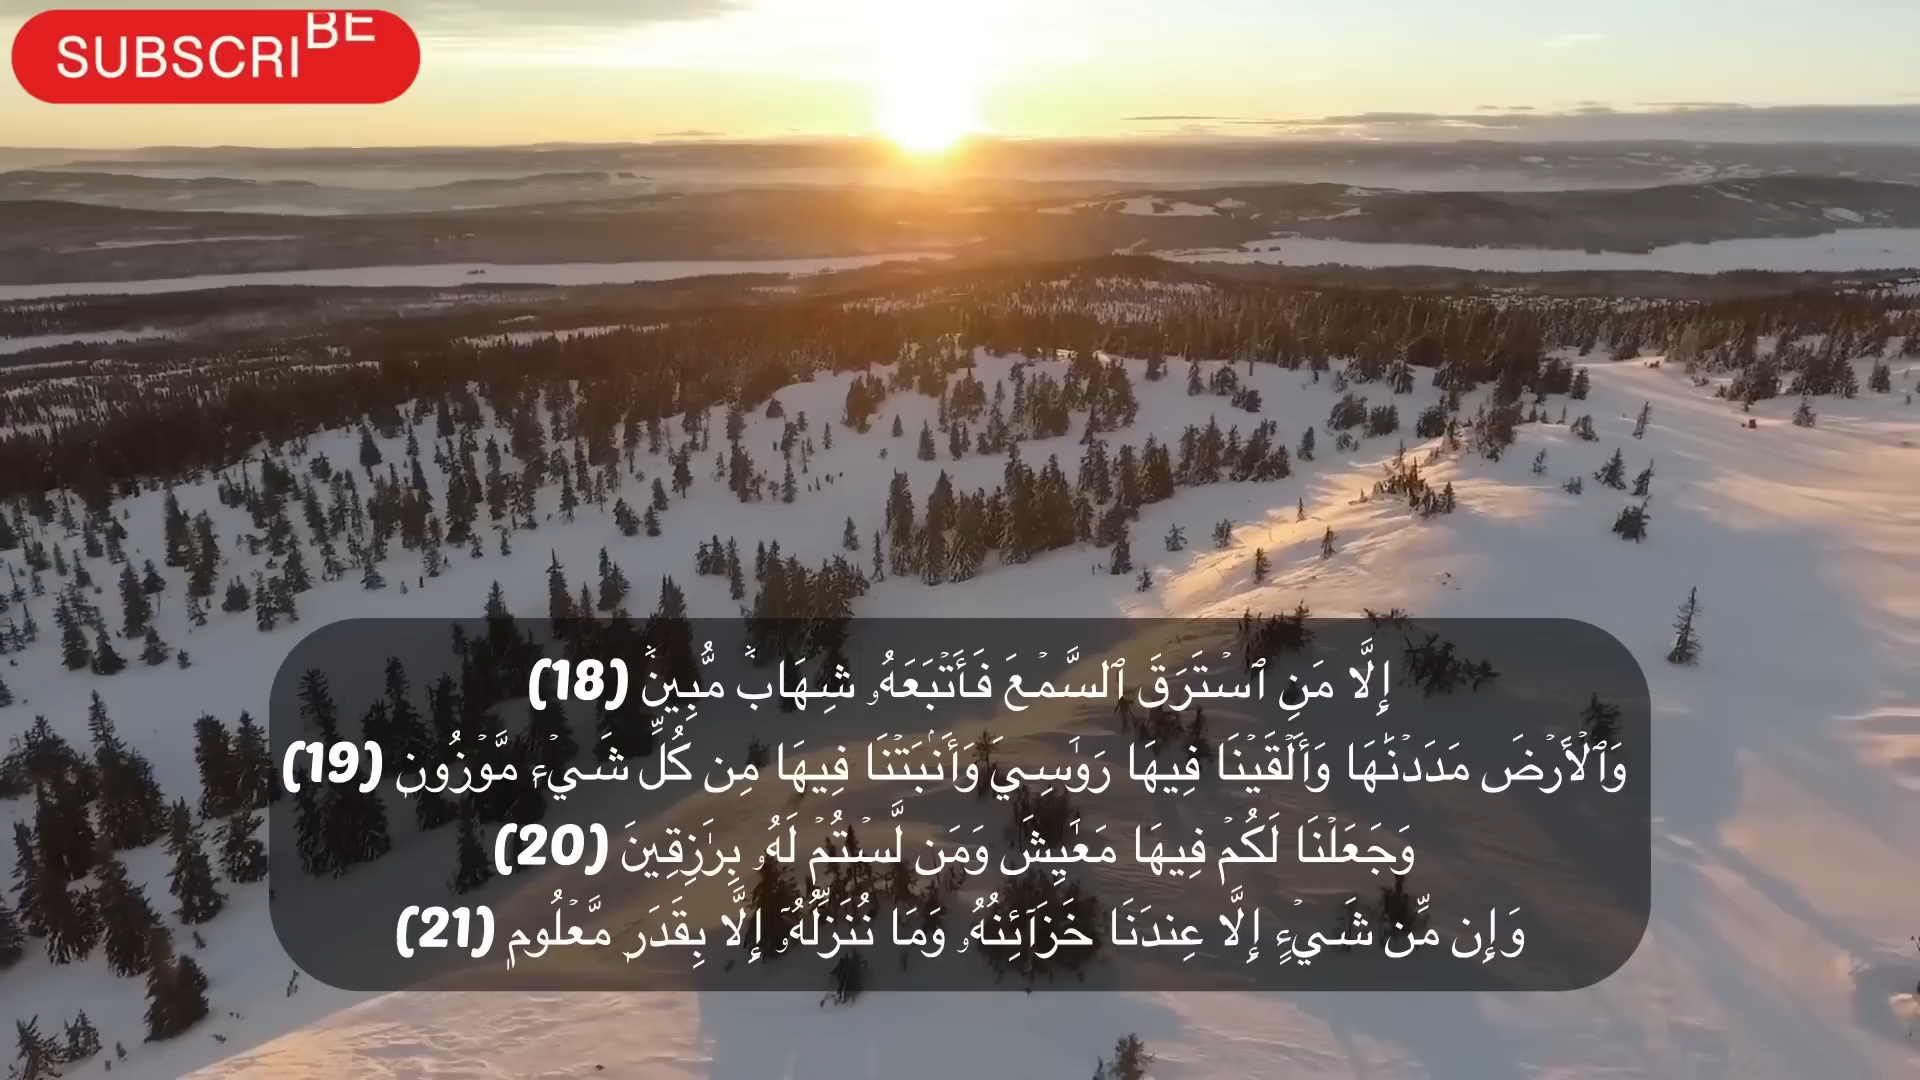 SUBSCRIBE
إِلَّا مَنِ ٱسۡتَرَقَ ٱلسَّمۡعَ فَأَتۡبَعَهُۥ شِهَابٞ مُّبِينٞ (18)
وَٱلۡأَرۡضَ مَدَدۡنَٰهَا وَأَلۡقَيۡنَا فِيهَا رَوَٰسِيَ وَأَنۢبَتۡنَا فِيهَا مِن كُلِّ شَيۡءٖ مَّوۡزُونٖ (19)
وَجَعَلۡنَا لَكُمۡ فِيهَا مَعَٰيِشَ وَمَن لَّسۡتُمۡ لَهُۥ بِرَٰزِقِينَ (20)
وَإِن مِّن شَيۡءٍ إِلَّا عِندَنَا خَزَآئِنُهُۥ وَمَا نُنَزِّلُهُۥٓ إِلَّا بِقَدَرٖ مَّعۡلُومٖ (21)